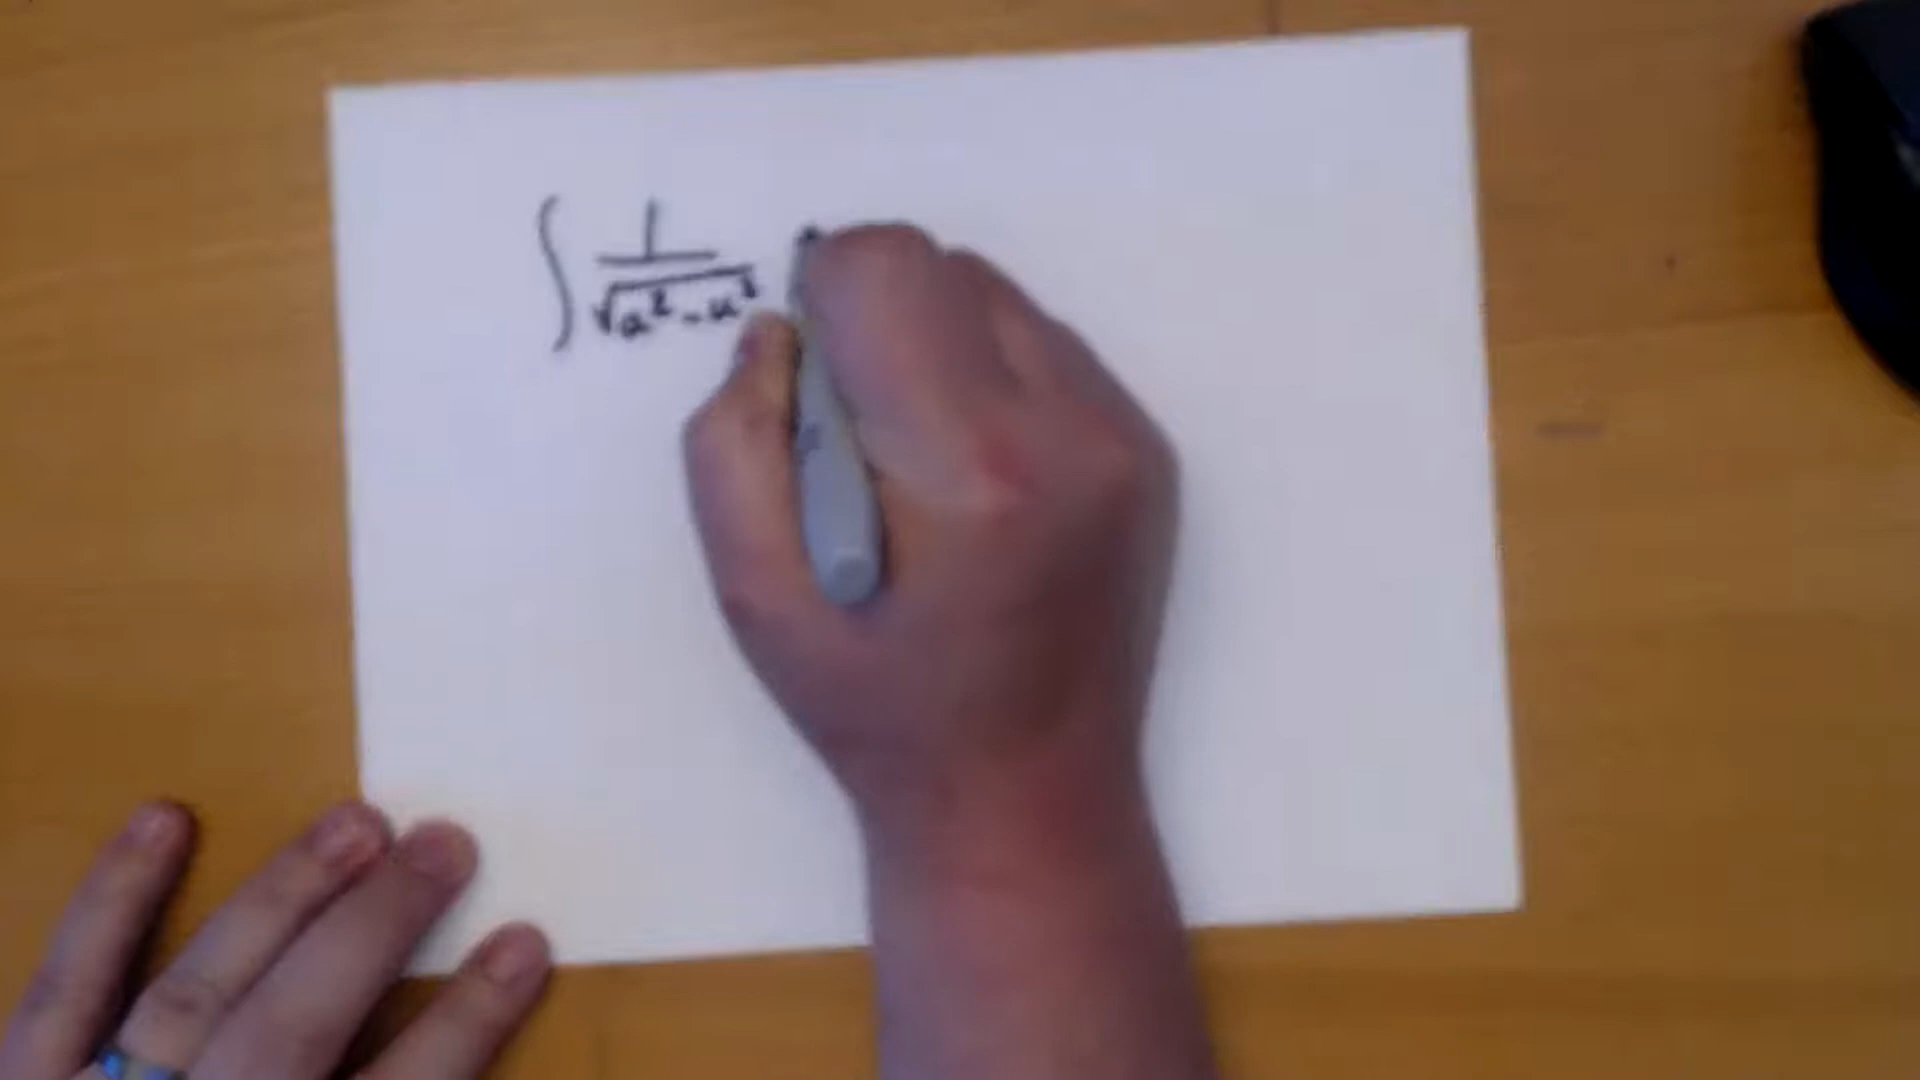 ∫ 1/√(a² - u²)